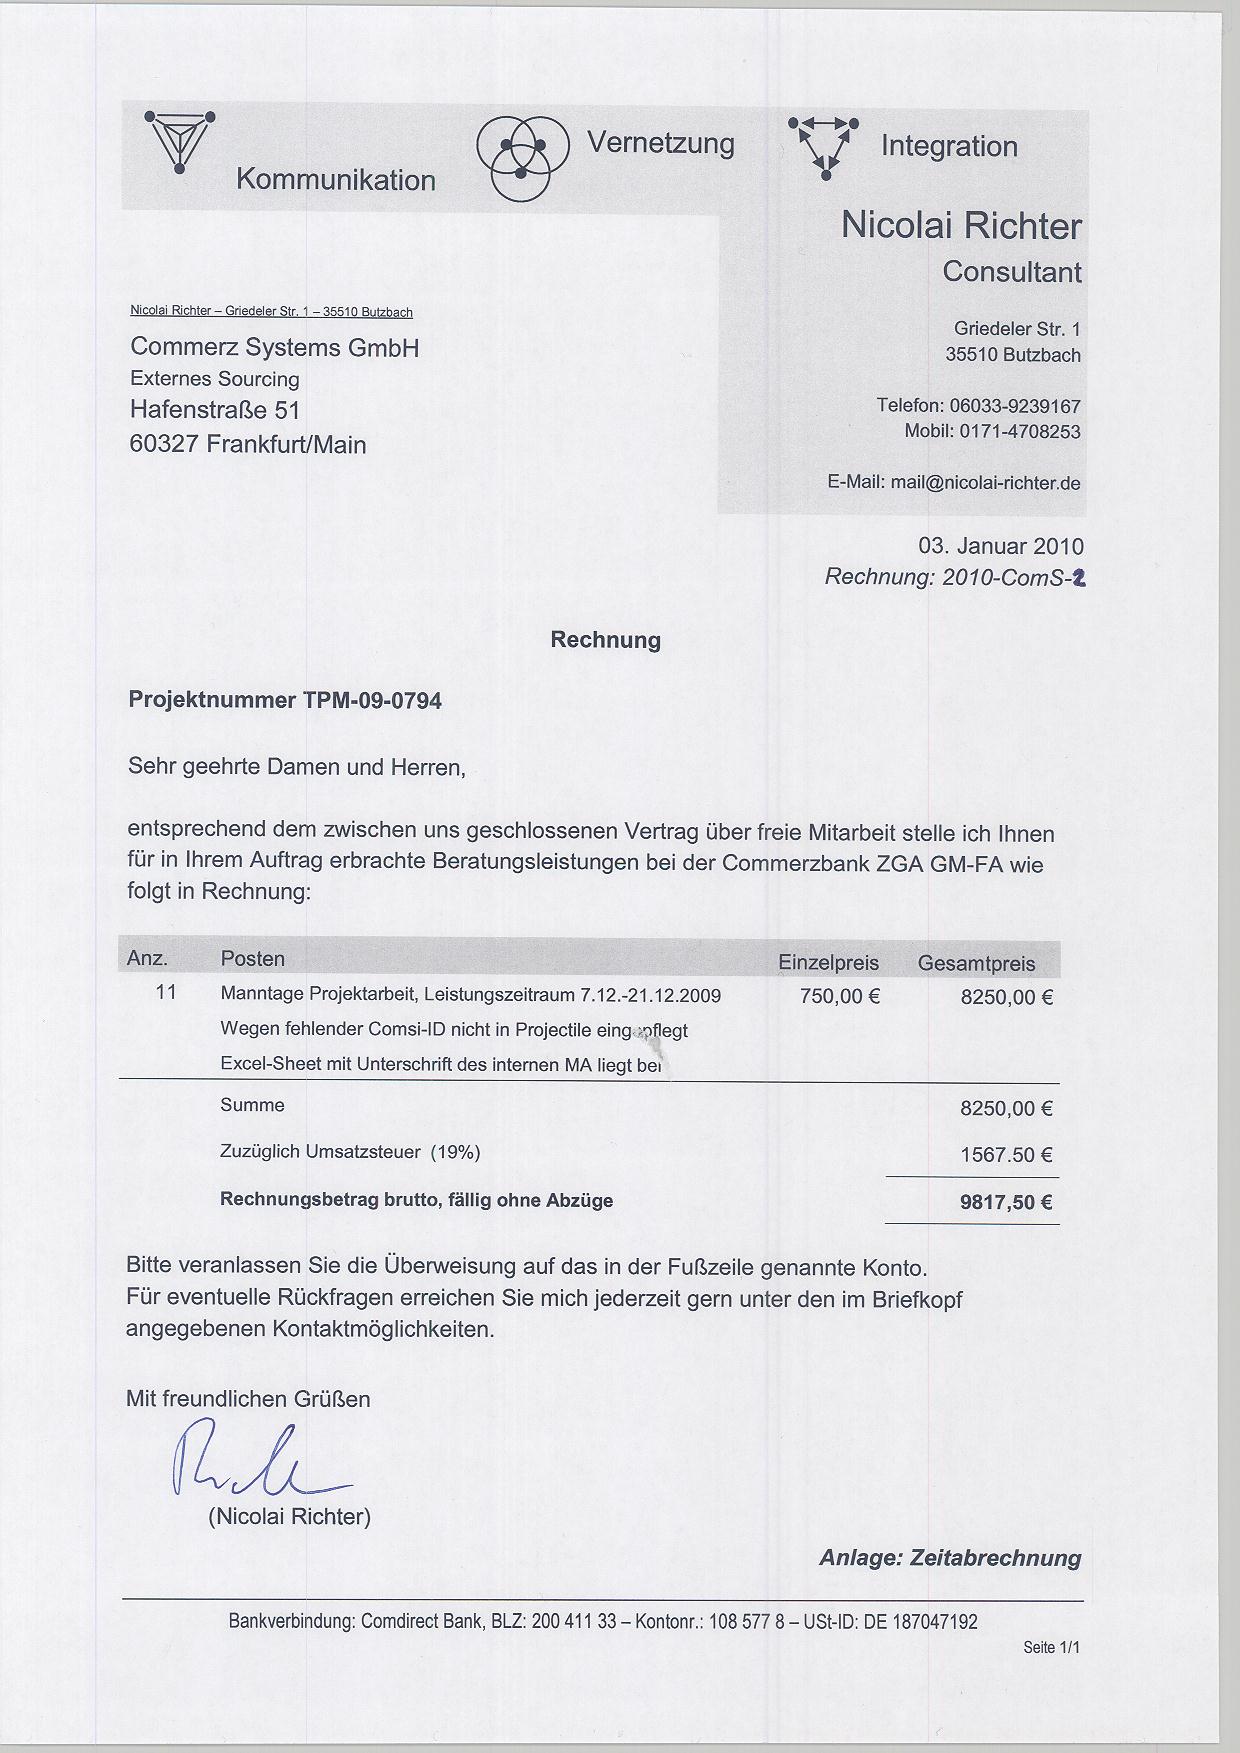 Kommunikation
Vernetzung
Integration
Nicolai Richter
Consultant
Griedeler Str. 1
35510 Butzbach
Telefon: 06033-9239167
Mobil: 0171-4708253
E-Mail: mail@nicolai-richter.de
Nicolai Richter – Griedeler Str. 1 – 35510 Butzbach
Commerz Systems GmbH
Externes Sourcing
Hafenstraße 51
60327 Frankfurt/Main
03. Januar 2010
Rechnung: 2010-ComS-2
Rechnung
Projektnummer TPM-09-0794
Sehr geehrte Damen und Herren,
entsprechend dem zwischen uns geschlossenen Vertrag über freie Mitarbeit stelle ich Ihnen
für in Ihrem Auftrag erbrachte Beratungsleistungen bei der Commerzbank ZGA GM-FA wie
folgt in Rechnung:
Anz. Posten Einzelpreis Gesamtpreis
11 Manntage Projektarbeit, Leistungszeitraum 7.12.-21.12.2009 750,00 € 8250,00 €
Wegen fehlender Comsi-ID nicht in Projectile eingepflegt
Excel-Sheet mit Unterschrift des internen MA liegt bei
Summe 8250,00 €
Zuzüglich Umsatzsteuer (19%) 1567.50 €
Rechnungsbetrag brutto, fällig ohne Abzüge 9817,50 €
Bitte veranlassen Sie die Überweisung auf das in der Fußzeile genannte Konto.
Für eventuelle Rückfragen erreichen Sie mich jederzeit gern unter den im Briefkopf
angegebenen Kontaktmöglichkeiten.
Mit freundlichen Grüßen
(Nicolai Richter)
Anlage: Zeitabrechnung
Bankverbindung: Comdirect Bank, BLZ: 200 411 33 – Kontonr.: 108 577 8 – USt-ID: DE 187047192
Seite 1/1